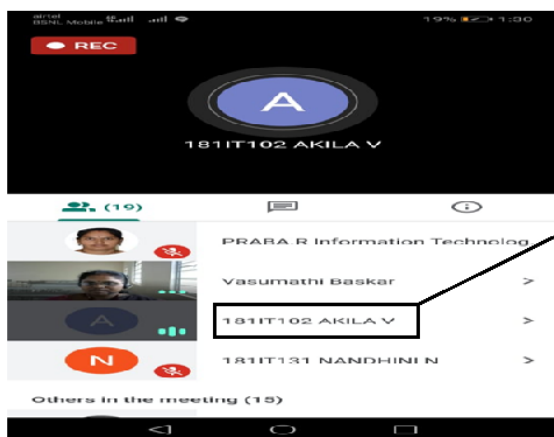 airtel
BSNL Mobile
19% 1:00
REC
A
181IT102 AKILA V
(19)
PRABA.R Information Technolog
Vasumathi Baskar
A
181IT102 AKILA V
N
181IT131 NANDHINI N
Others in the meeting (15)